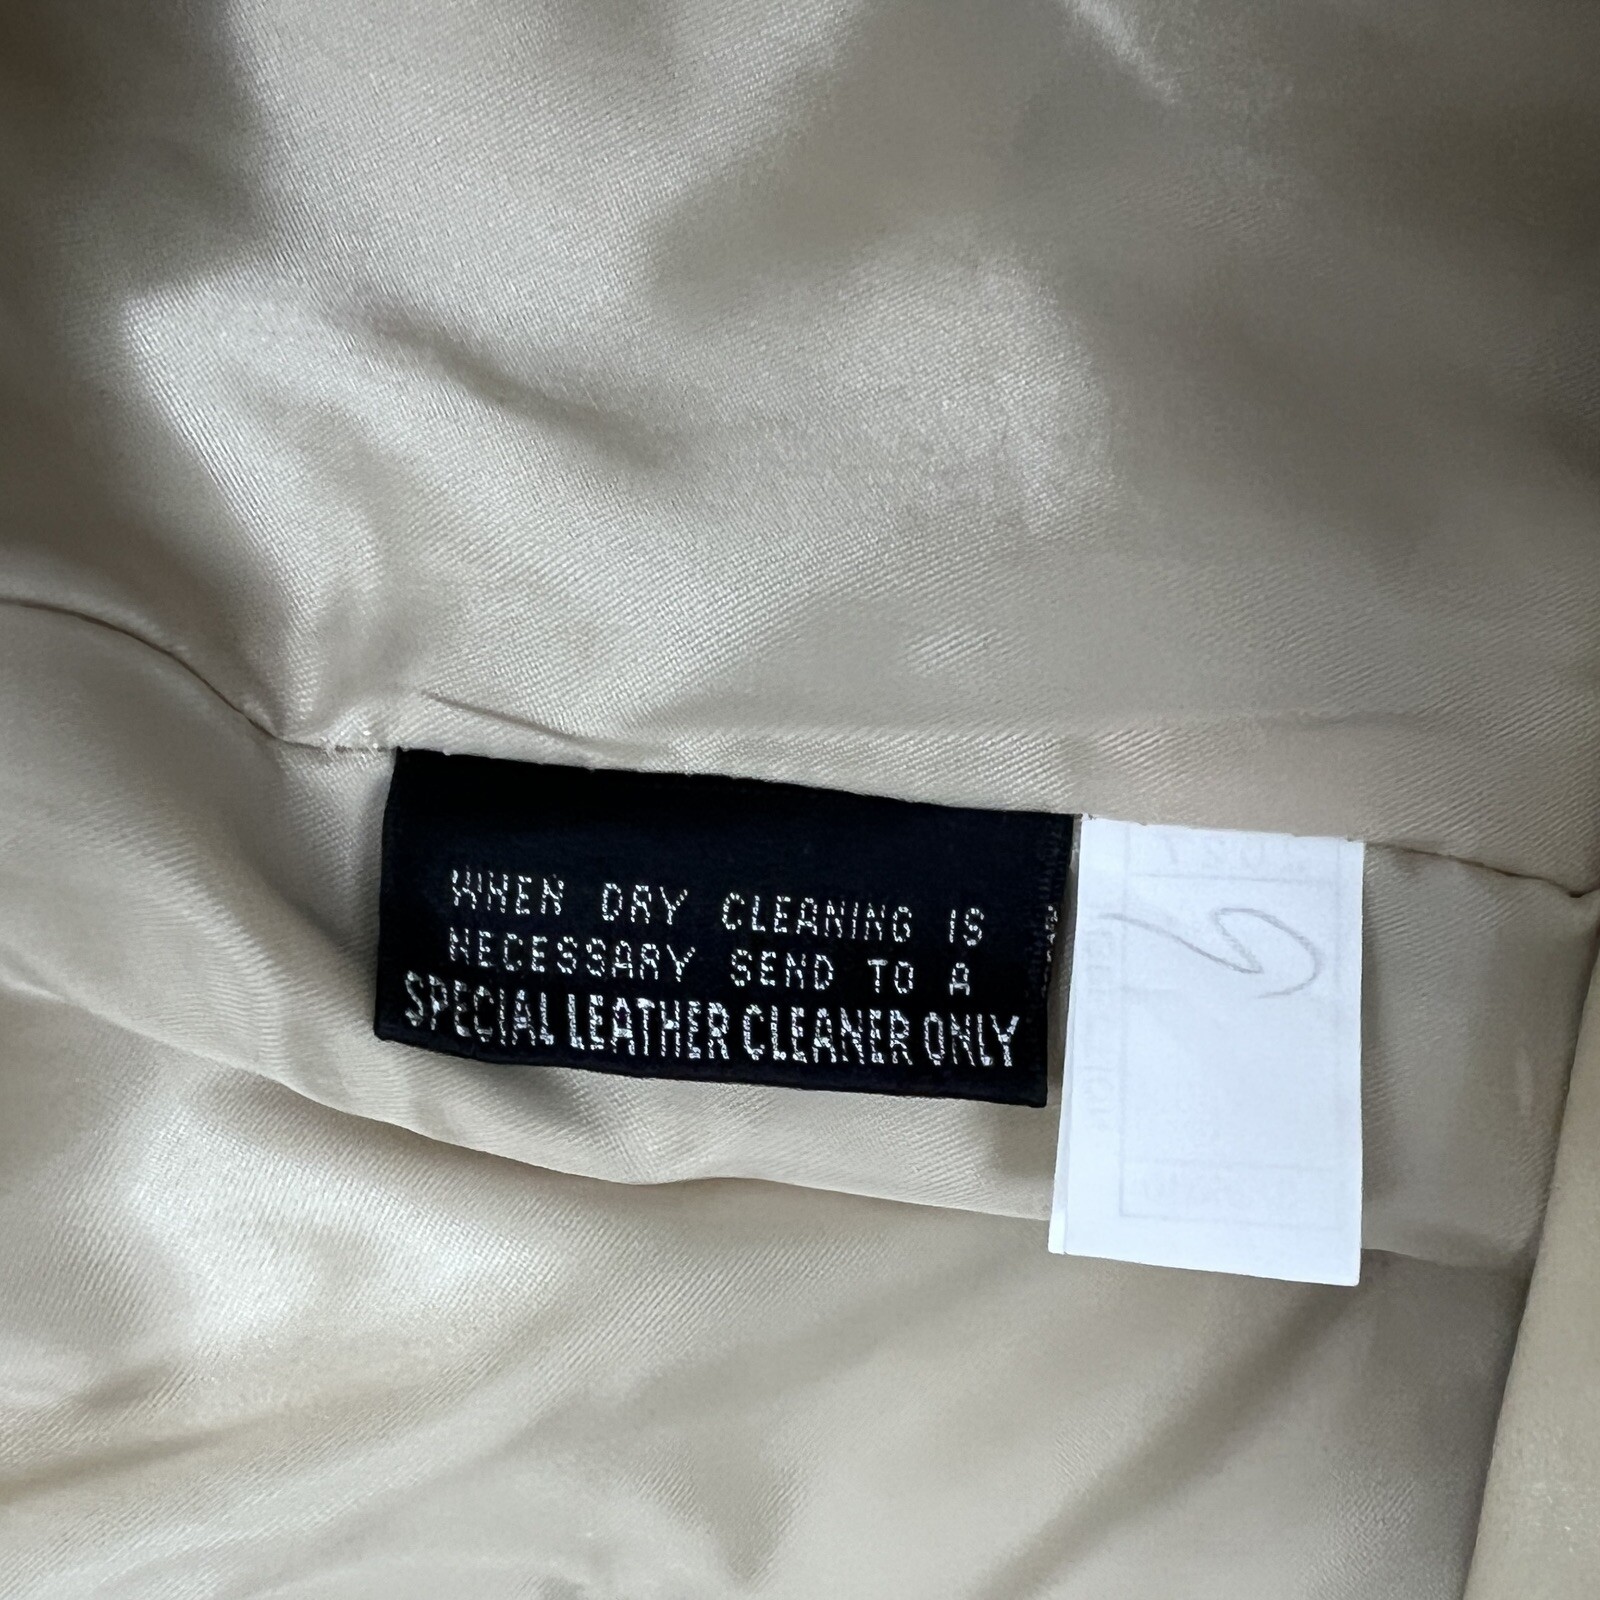 WHEN DRY CLEANING IS
NECESSARY SEND TO A
SPECIAL LEATHER CLEANER ONLY